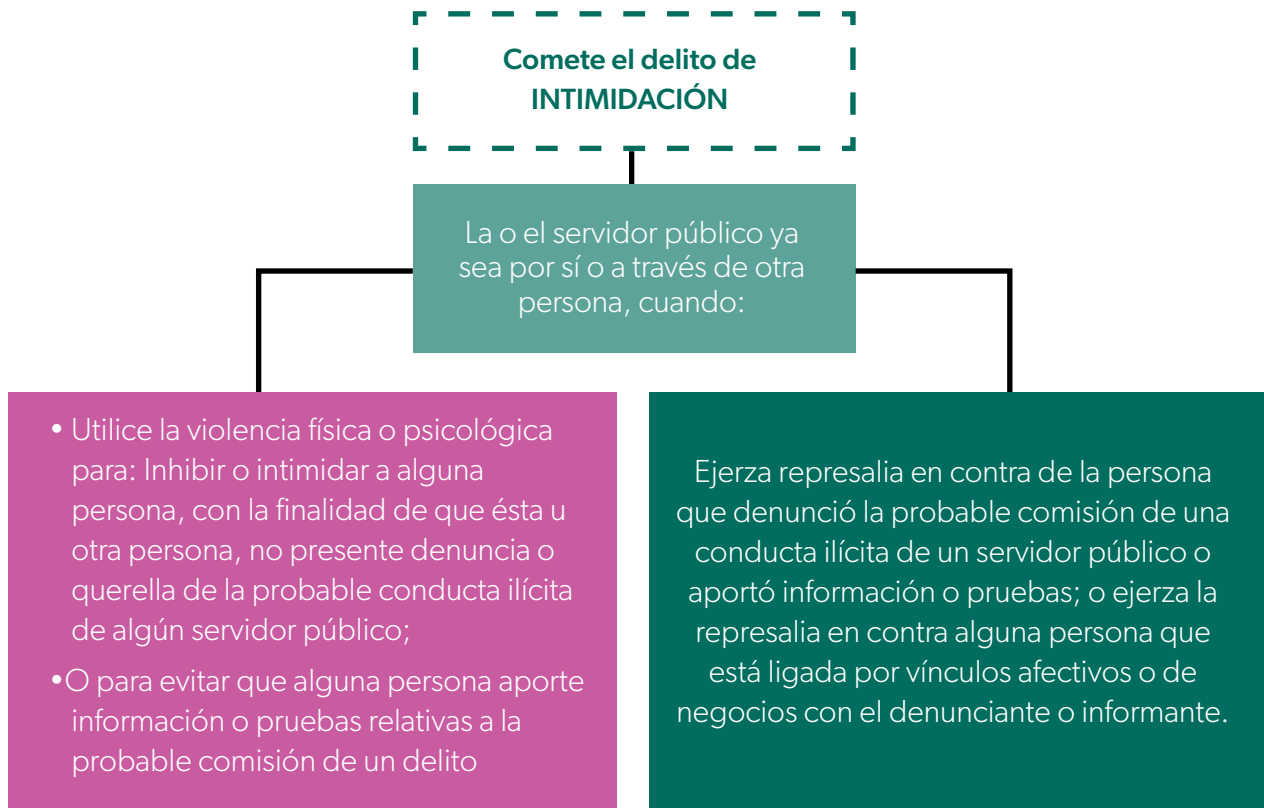 Comete el delito de
INTIMIDACIÓN
La o el servidor público ya
sea por sí o a través de otra
persona, cuando:
• Utilice la violencia física o psicológica
para: Inhibir o intimidar a alguna
persona, con la finalidad de que ésta u
otra persona, no presente denuncia o
querella de la probable conducta ilícita
de algún servidor público;
•O para evitar que alguna persona aporte
información o pruebas relativas a la
probable comisión de un delito
Ejerza represalia en contra de la persona
que denunció la probable comisión de una
conducta ilícita de un servidor público o
aportó información o pruebas; o ejerza la
represalia en contra alguna persona que
está ligada por vínculos afectivos o de
negocios con el denunciante o informante.